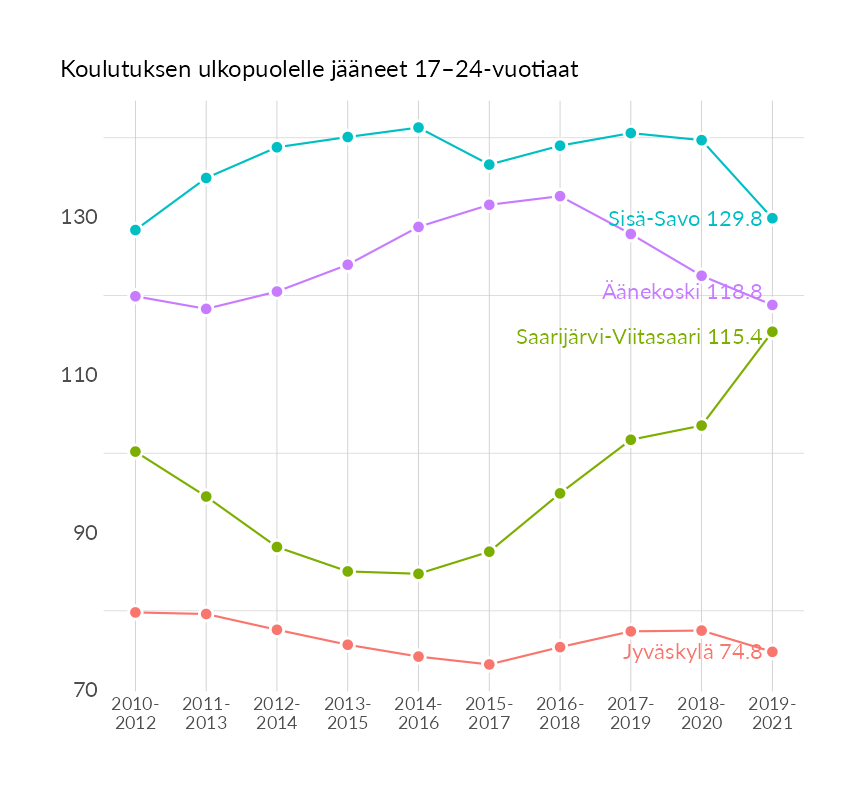 Koulutuksen ulkopuolelle jääneet 17–24-vuotiaat
130
110
90
70
Sisä-Savo 129.8
Äänekoski 118.8
Saarijärvi-Viitasaari 115.4
Jyväskylä 74.8
2010- 2011- 2012- 2013- 2014- 2015- 2016- 2017- 2018- 2019-
2012 2013 2014 2015 2016 2017 2018 2019 2020 2021